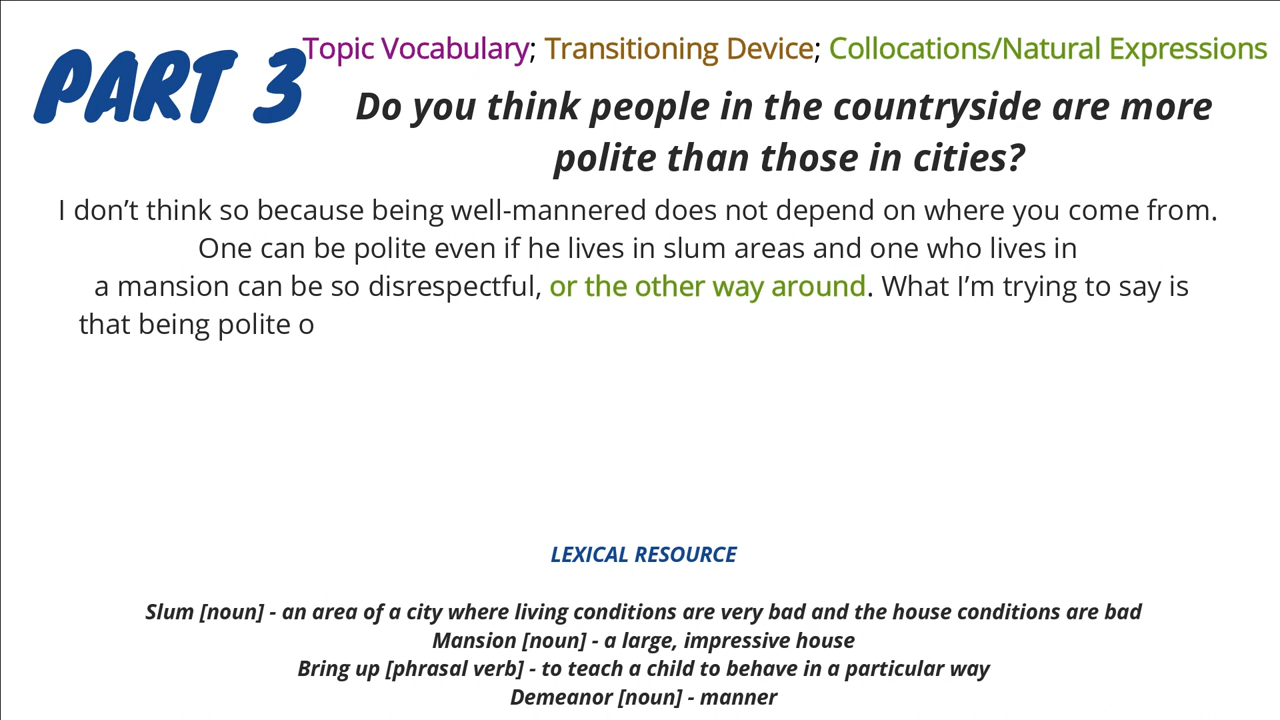 PART 3
Topic Vocabulary; Transitioning Device; Collocations/Natural Expressions
Do you think people in the countryside are more
polite than those in cities?
I don’t think so because being well-mannered does not depend on where you come from.
One can be polite even if he lives in slum areas and one who lives in
a mansion can be so disrespectful, or the other way around. What I’m trying to say is
that being polite o
LEXICAL RESOURCE
Slum [noun] - an area of a city where living conditions are very bad and the house conditions are bad
Mansion [noun] - a large, impressive house
Bring up [phrasal verb] - to teach a child to behave in a particular way
Demeanor [noun] - manner